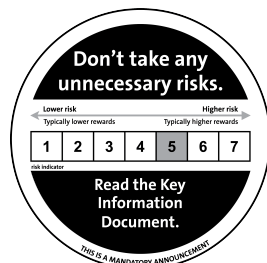 Don't take any
unnecessary risks.
Lower risk Higher risk
Typically lower rewards Typically higher rewards
1 2 3 4 5 6 7
risk indicator
Read the Key
Information
Document.
THIS IS A MANDATORY ANNOUNCEMENT